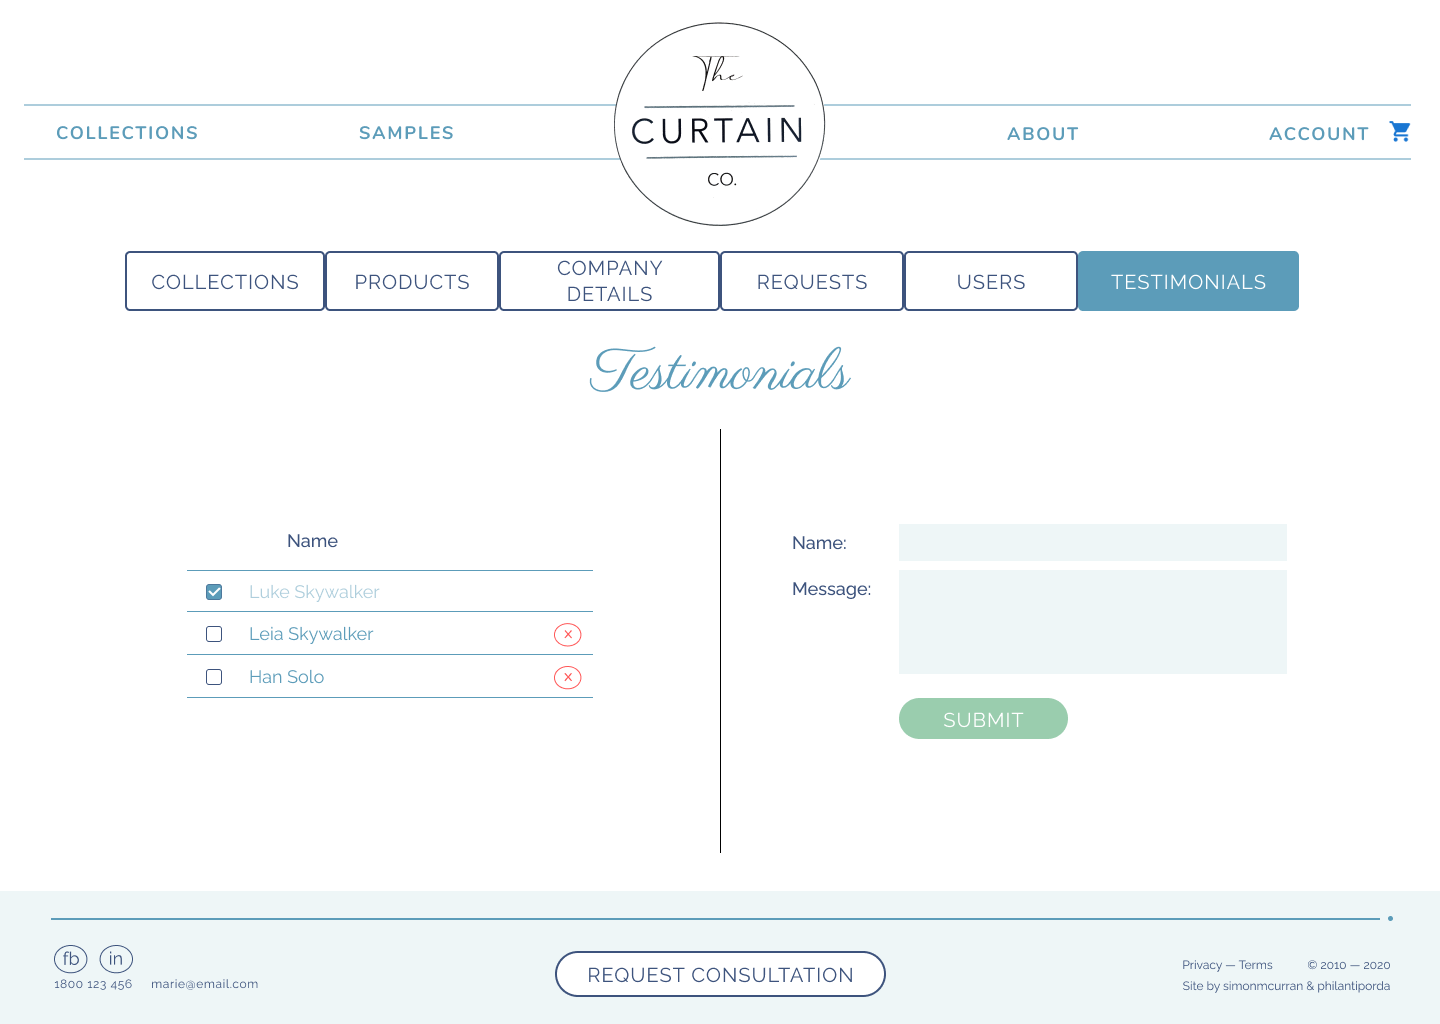 The
CURTAIN
CO.
COLLECTIONS
SAMPLES
ABOUT
ACCOUNT
COLLECTIONS
PRODUCTS
COMPANY
DETAILS
REQUESTS
USERS
TESTIMONIALS
Testimonials
Name
Luke Skywalker
Leia Skywalker
X
Han Solo
X
Name:
Message:
SUBMIT
fb in
1800 123 456 marie@email.com
REQUEST CONSULTATION
Privacy — Terms © 2010 — 2020
Site by simonmcurran & philantiporda